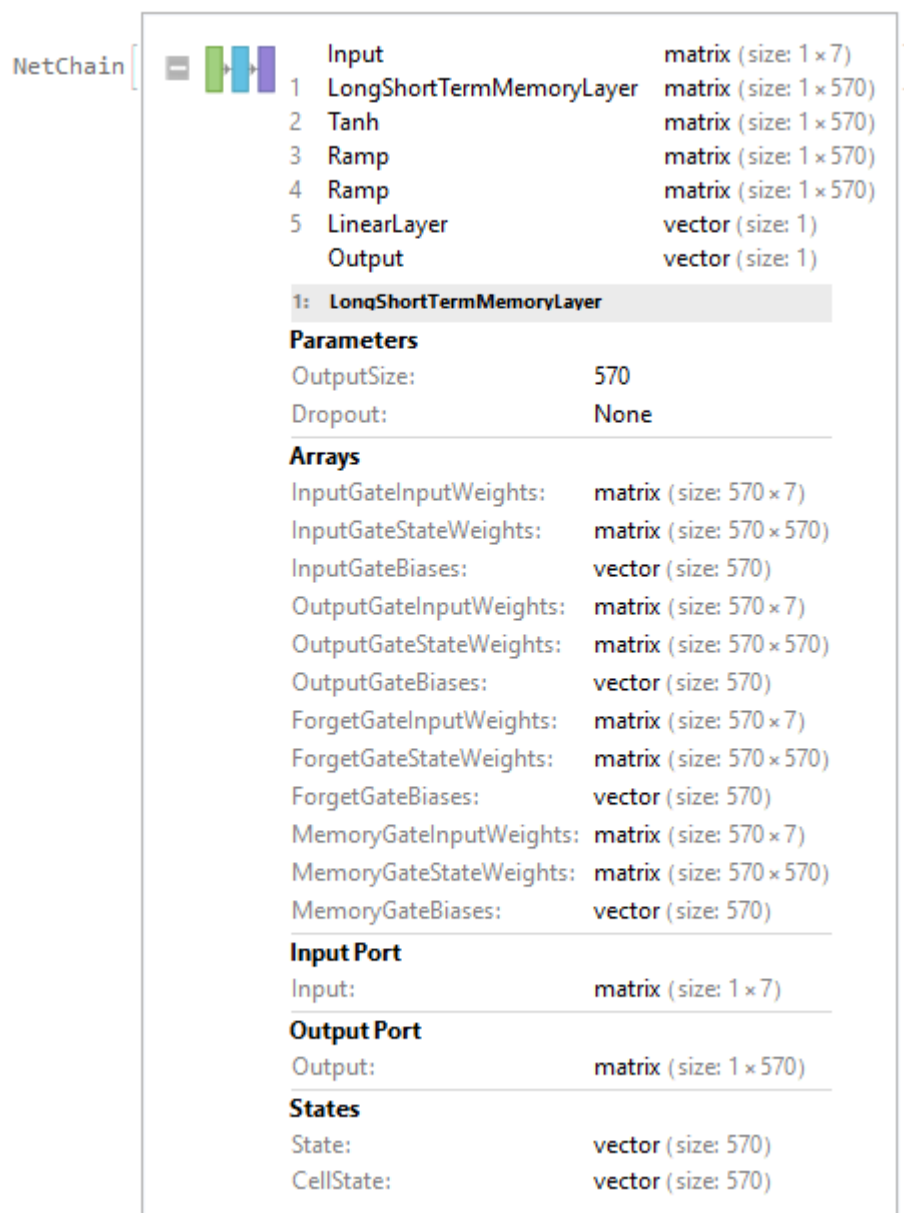 NetChain
Input matrix (size: 1×7)
1 LongShortTermMemoryLayer matrix (size: 1×570)
2 Tanh matrix (size: 1×570)
3 Ramp matrix (size: 1×570)
4 Ramp matrix (size: 1×570)
5 LinearLayer vector (size: 1)
Output vector (size: 1)
1: LongShortTermMemoryLayer
Parameters
OutputSize: 570
Dropout: None
Arrays
InputGateInputWeights: matrix (size: 570×7)
InputGateStateWeights: matrix (size: 570×570)
InputGateBiases: vector (size: 570)
OutputGateInputWeights: matrix (size: 570×7)
OutputGateStateWeights: matrix (size: 570×570)
OutputGateBiases: vector (size: 570)
ForgetGateInputWeights: matrix (size: 570×7)
ForgetGateStateWeights: matrix (size: 570×570)
ForgetGateBiases: vector (size: 570)
MemoryGateInputWeights: matrix (size: 570×7)
MemoryGateStateWeights: matrix (size: 570×570)
MemoryGateBiases: vector (size: 570)
Input Port
Input: matrix (size: 1×7)
Output Port
Output: matrix (size: 1×570)
States
State: vector (size: 570)
CellState: vector (size: 570)